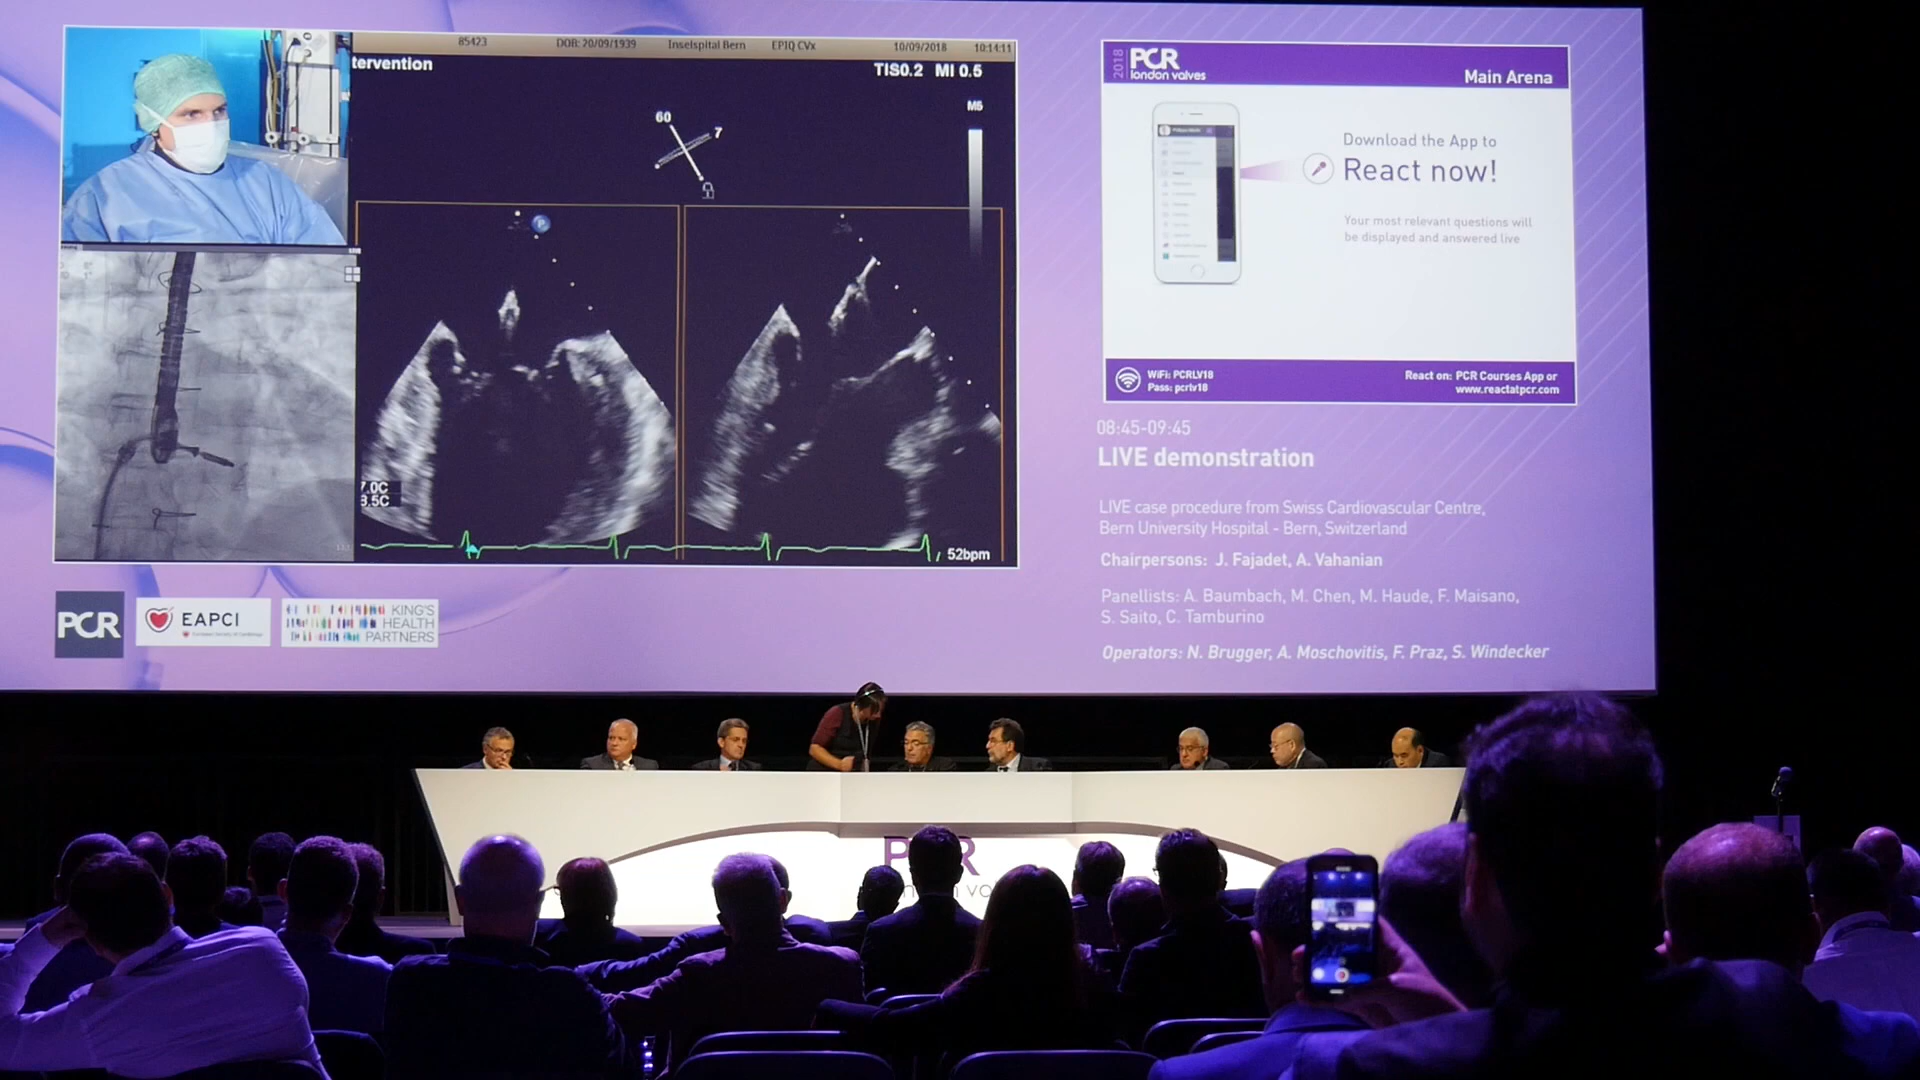 85423 DOB: 20/09/1939 Inselspital Bern EPIQ CVx 10/09/2018 10:14:11
tervention
TIS0.2 MI 0.5
M5
60
7
P
7.0C
3.5C
52bpm
2018 PCR
london valves
Main Arena
Download the App to
React now!
Your most relevant questions will
be displayed and answered live
WiFi: PCRLV18
Pass: pcrlv18
React on: PCR Courses App or
www.reactatpcr.com
08:45-09:45
LIVE demonstration
LIVE case procedure from Swiss Cardiovascular Centre,
Bern University Hospital - Bern, Switzerland
Chairpersons: J. Fajadet, A. Vahanian
Panellists: A. Baumbach, M. Chen, M. Haude, F. Maisano,
S. Saito, C. Tamburino
Operators: N. Brugger, A. Moschovitis, F. Praz, S. Windecker
PCR
EAPCI
European Society of Cardiology
KING'S
HEALTH
PARTNERS
PCR